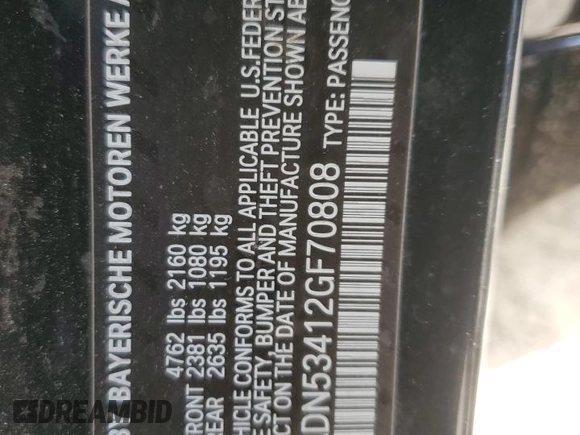 BAYERISCHE MOTOREN WERKE A
4762 lbs 2160 kg
FRONT 2381 lbs 1080 kg
REAR 2635 lbs 1195 kg
HICLE CONFORMS TO ALL APPLICABLE U.S.FEDER
E SAFETY, BUMPER AND THEFT PREVENTION ST
CT ON THE DATE OF MANUFACTURE SHOWN AB
DN53412GF70808 TYPE: PASSENG
DREAMBID